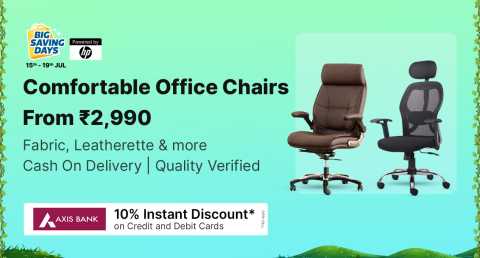 BIG
SAVING
DAYS
Powered by
hp
15th - 19th JUL
Comfortable Office Chairs
From ₹2,990
Fabric, Leatherette & more
Cash On Delivery | Quality Verified
AXIS BANK
10% Instant Discount*
on Credit and Debit Cards